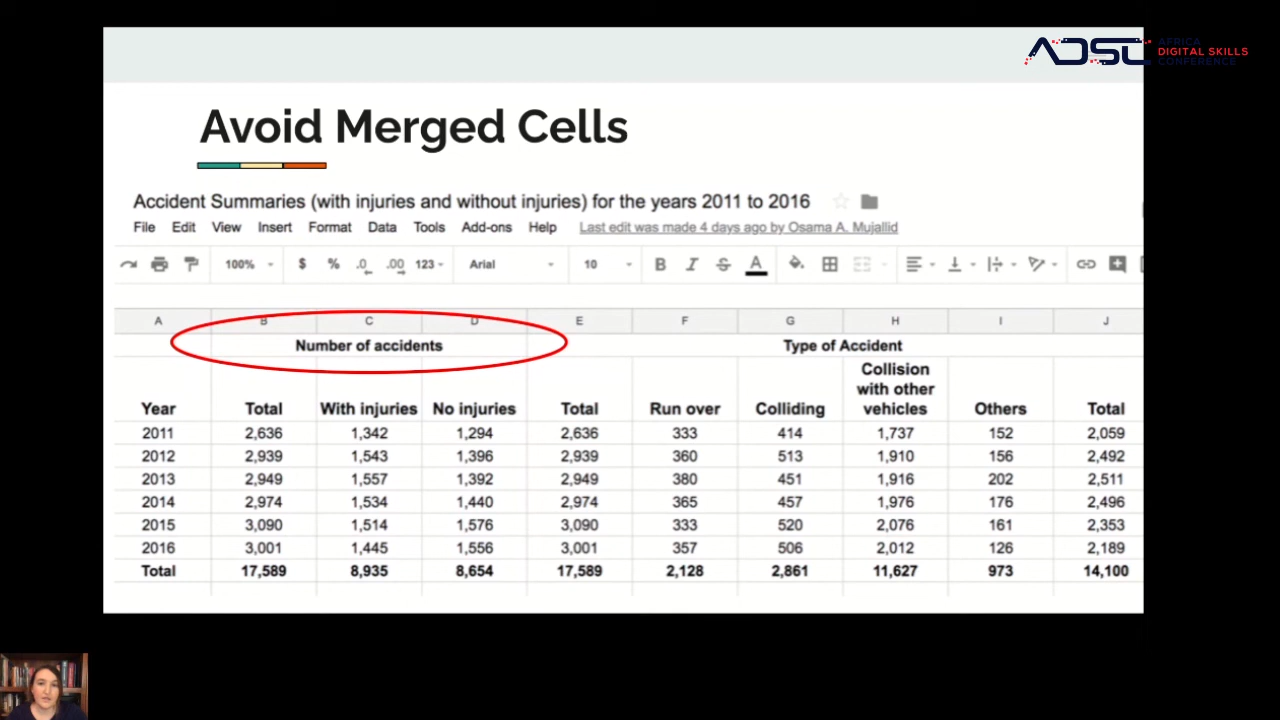 AFRICA
ADSC DIGITAL SKILLS
CONFERENCE
Avoid Merged Cells
Accident Summaries (with injuries and without injuries) for the years 2011 to 2016
File Edit View Insert Format Data Tools Add-ons Help Last edit was made 4 days ago by Osama A. Mujallid
100% $ % .0 .00 123 Arial 10 B I S A
A B C D E F G H I J
Number of accidents Type of Accident
Collision
with other
Year Total With injuries No injuries Total Run over Colliding vehicles Others Total
2011 2,636 1,342 1,294 2,636 333 414 1,737 152 2,059
2012 2,939 1,543 1,396 2,939 360 513 1,910 156 2,492
2013 2,949 1,557 1,392 2,949 380 451 1,916 202 2,511
2014 2,974 1,534 1,440 2,974 365 457 1,976 176 2,496
2015 3,090 1,514 1,576 3,090 333 520 2,076 161 2,353
2016 3,001 1,445 1,556 3,001 357 506 2,012 126 2,189
Total 17,589 8,935 8,654 17,589 2,128 2,861 11,627 973 14,100